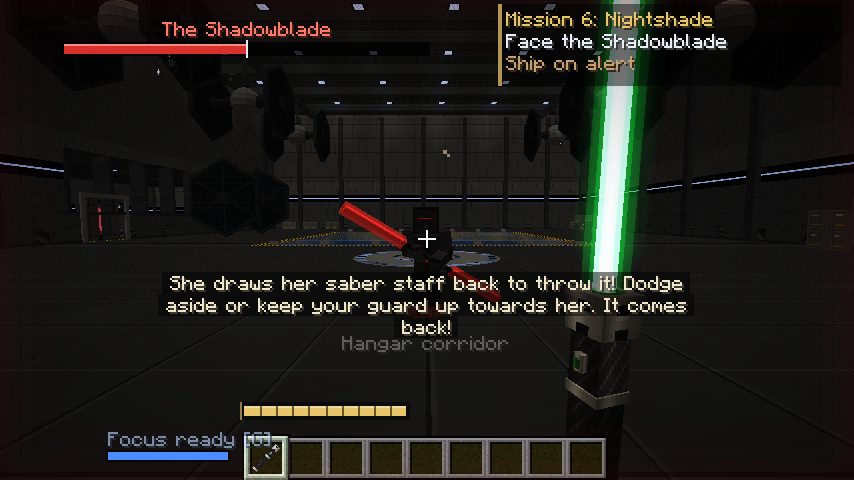 The Shadowblade
Mission 6: Nightshade
Face the Shadowblade
Ship on alert
She draws her saber staff back to throw it! Dodge
aside or keep your guard up towards her. It comes
back!
Hangar corridor
Focus ready [G]